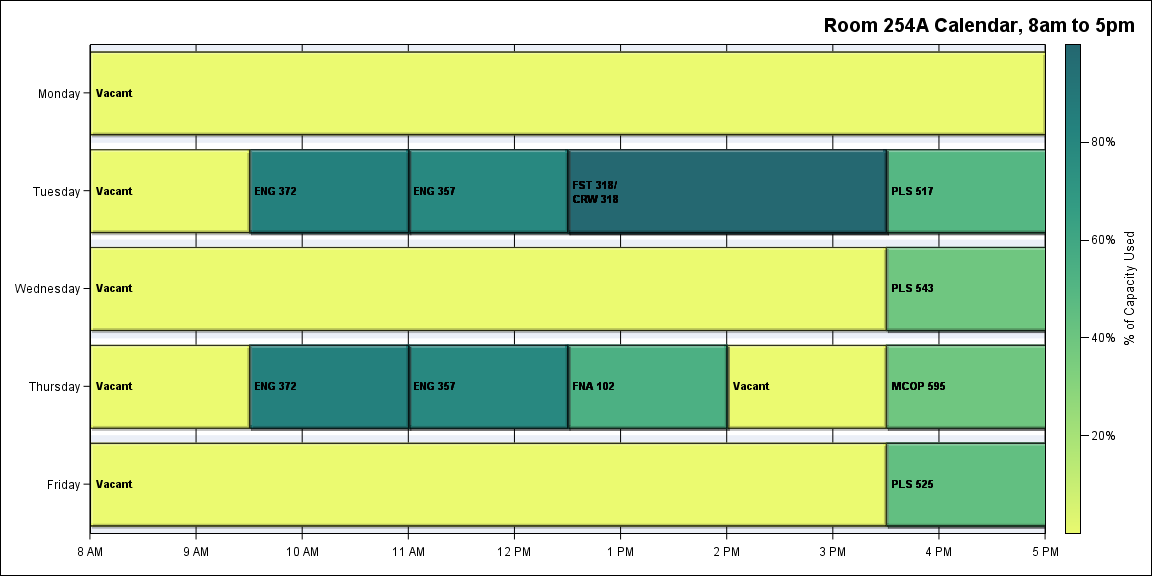 Room 254A Calendar, 8am to 5pm
Monday
Vacant
Tuesday
Vacant
ENG 372
ENG 357
FST 318/
CRW 318
PLS 517
Wednesday
Vacant
PLS 543
Thursday
Vacant
ENG 372
ENG 357
FNA 102
Vacant
MCOP 595
Friday
Vacant
PLS 525
8 AM
9 AM
10 AM
11 AM
12 PM
1 PM
2 PM
3 PM
4 PM
5 PM
80%
60%
40%
20%
% of Capacity Used